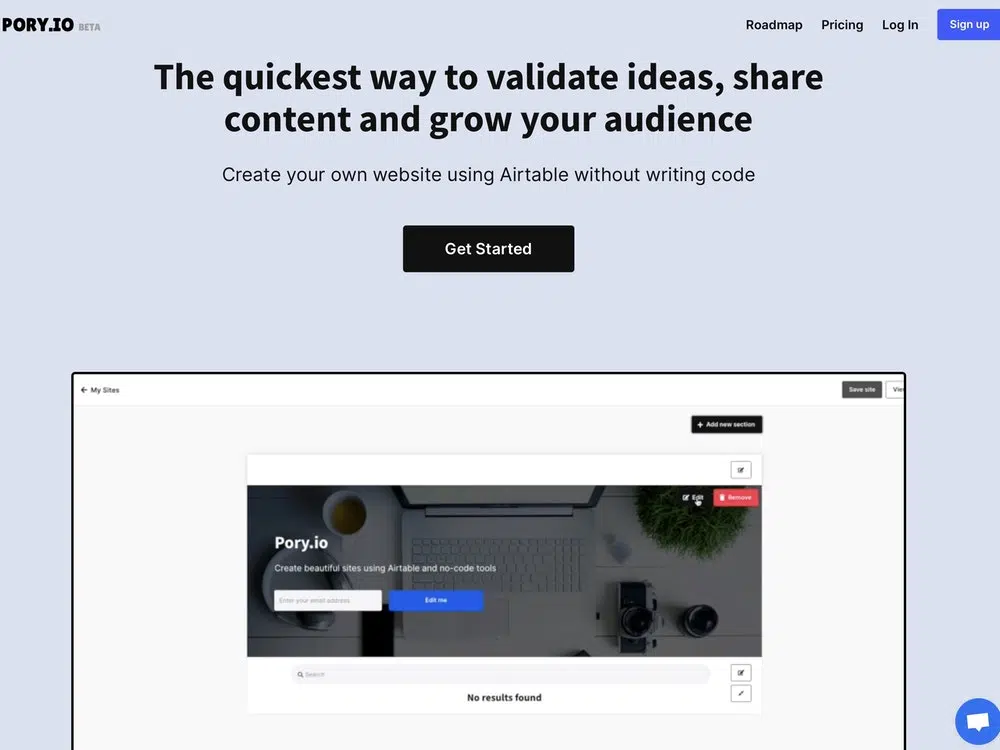 PORY.IO BETA
Roadmap Pricing Log In Sign up
The quickest way to validate ideas, share
content and grow your audience
Create your own website using Airtable without writing code
Get Started
← My Sites
Save site
+ Add new section
Edit Remove
Pory.io
Create beautiful sites using Airtable and no-code tools
Enter your email address Edit me
Search
No results found